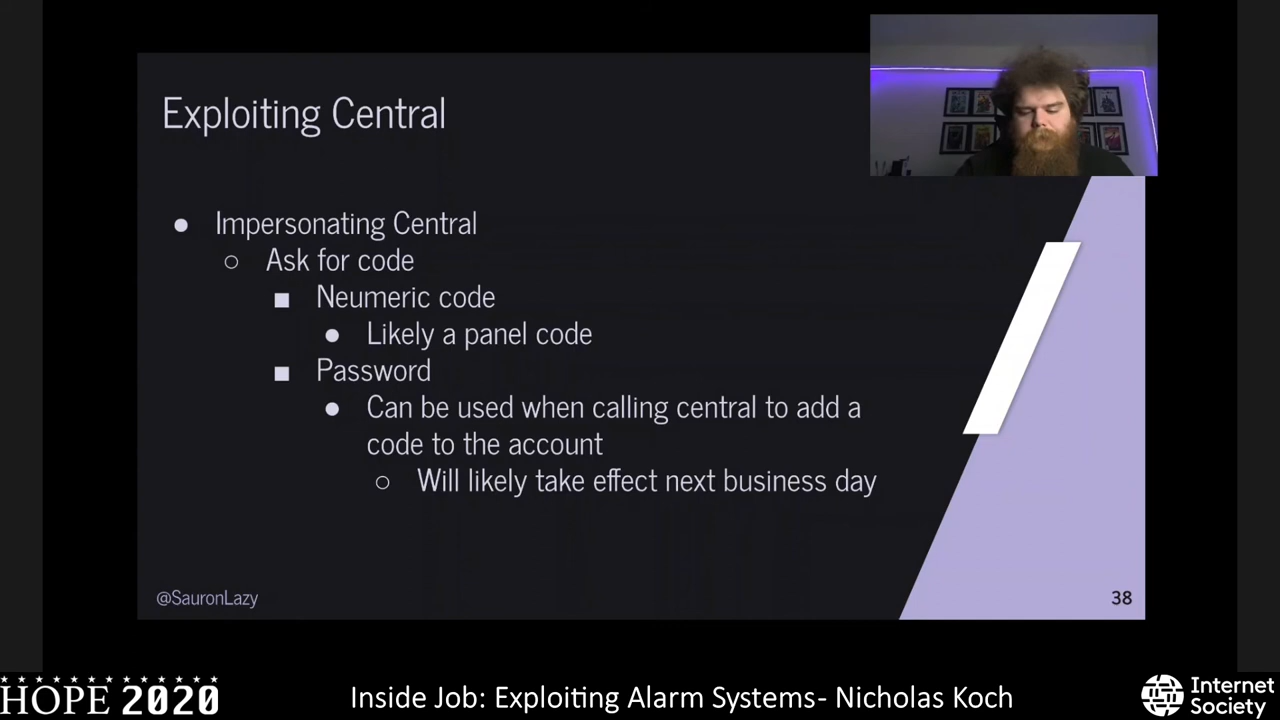 Exploiting Central
● Impersonating Central
○ Ask for code
■ Neumeric code
● Likely a panel code
■ Password
● Can be used when calling central to add a
code to the account
○ Will likely take effect next business day
@SauronLazy
38
HOPE 2020
Inside Job: Exploiting Alarm Systems- Nicholas Koch
Internet
Society